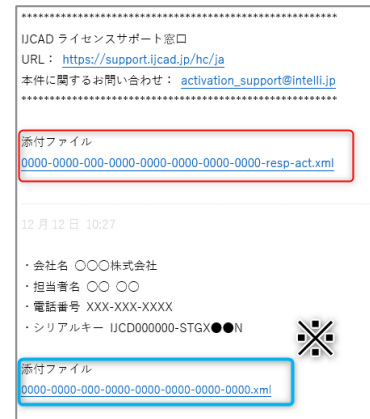 ************************************************************
IJCAD ライセンスサポート窓口
URL： https://support.ijcad.jp/hc/ja
本件に関するお問い合わせ： activation_support@intelli.jp
************************************************************
添付ファイル
0000-0000-000-0000-0000-0000-0000-0000-resp-act.xml
12月12日 10:27
・会社名 〇〇〇株式会社
・担当者名 〇〇 〇〇
・電話番号 XXX-XXX-XXXX
・シリアルキー IJCD000000-STGX●●N
※
添付ファイル
0000-0000-0000-0000-0000-0000-0000-0000.xml